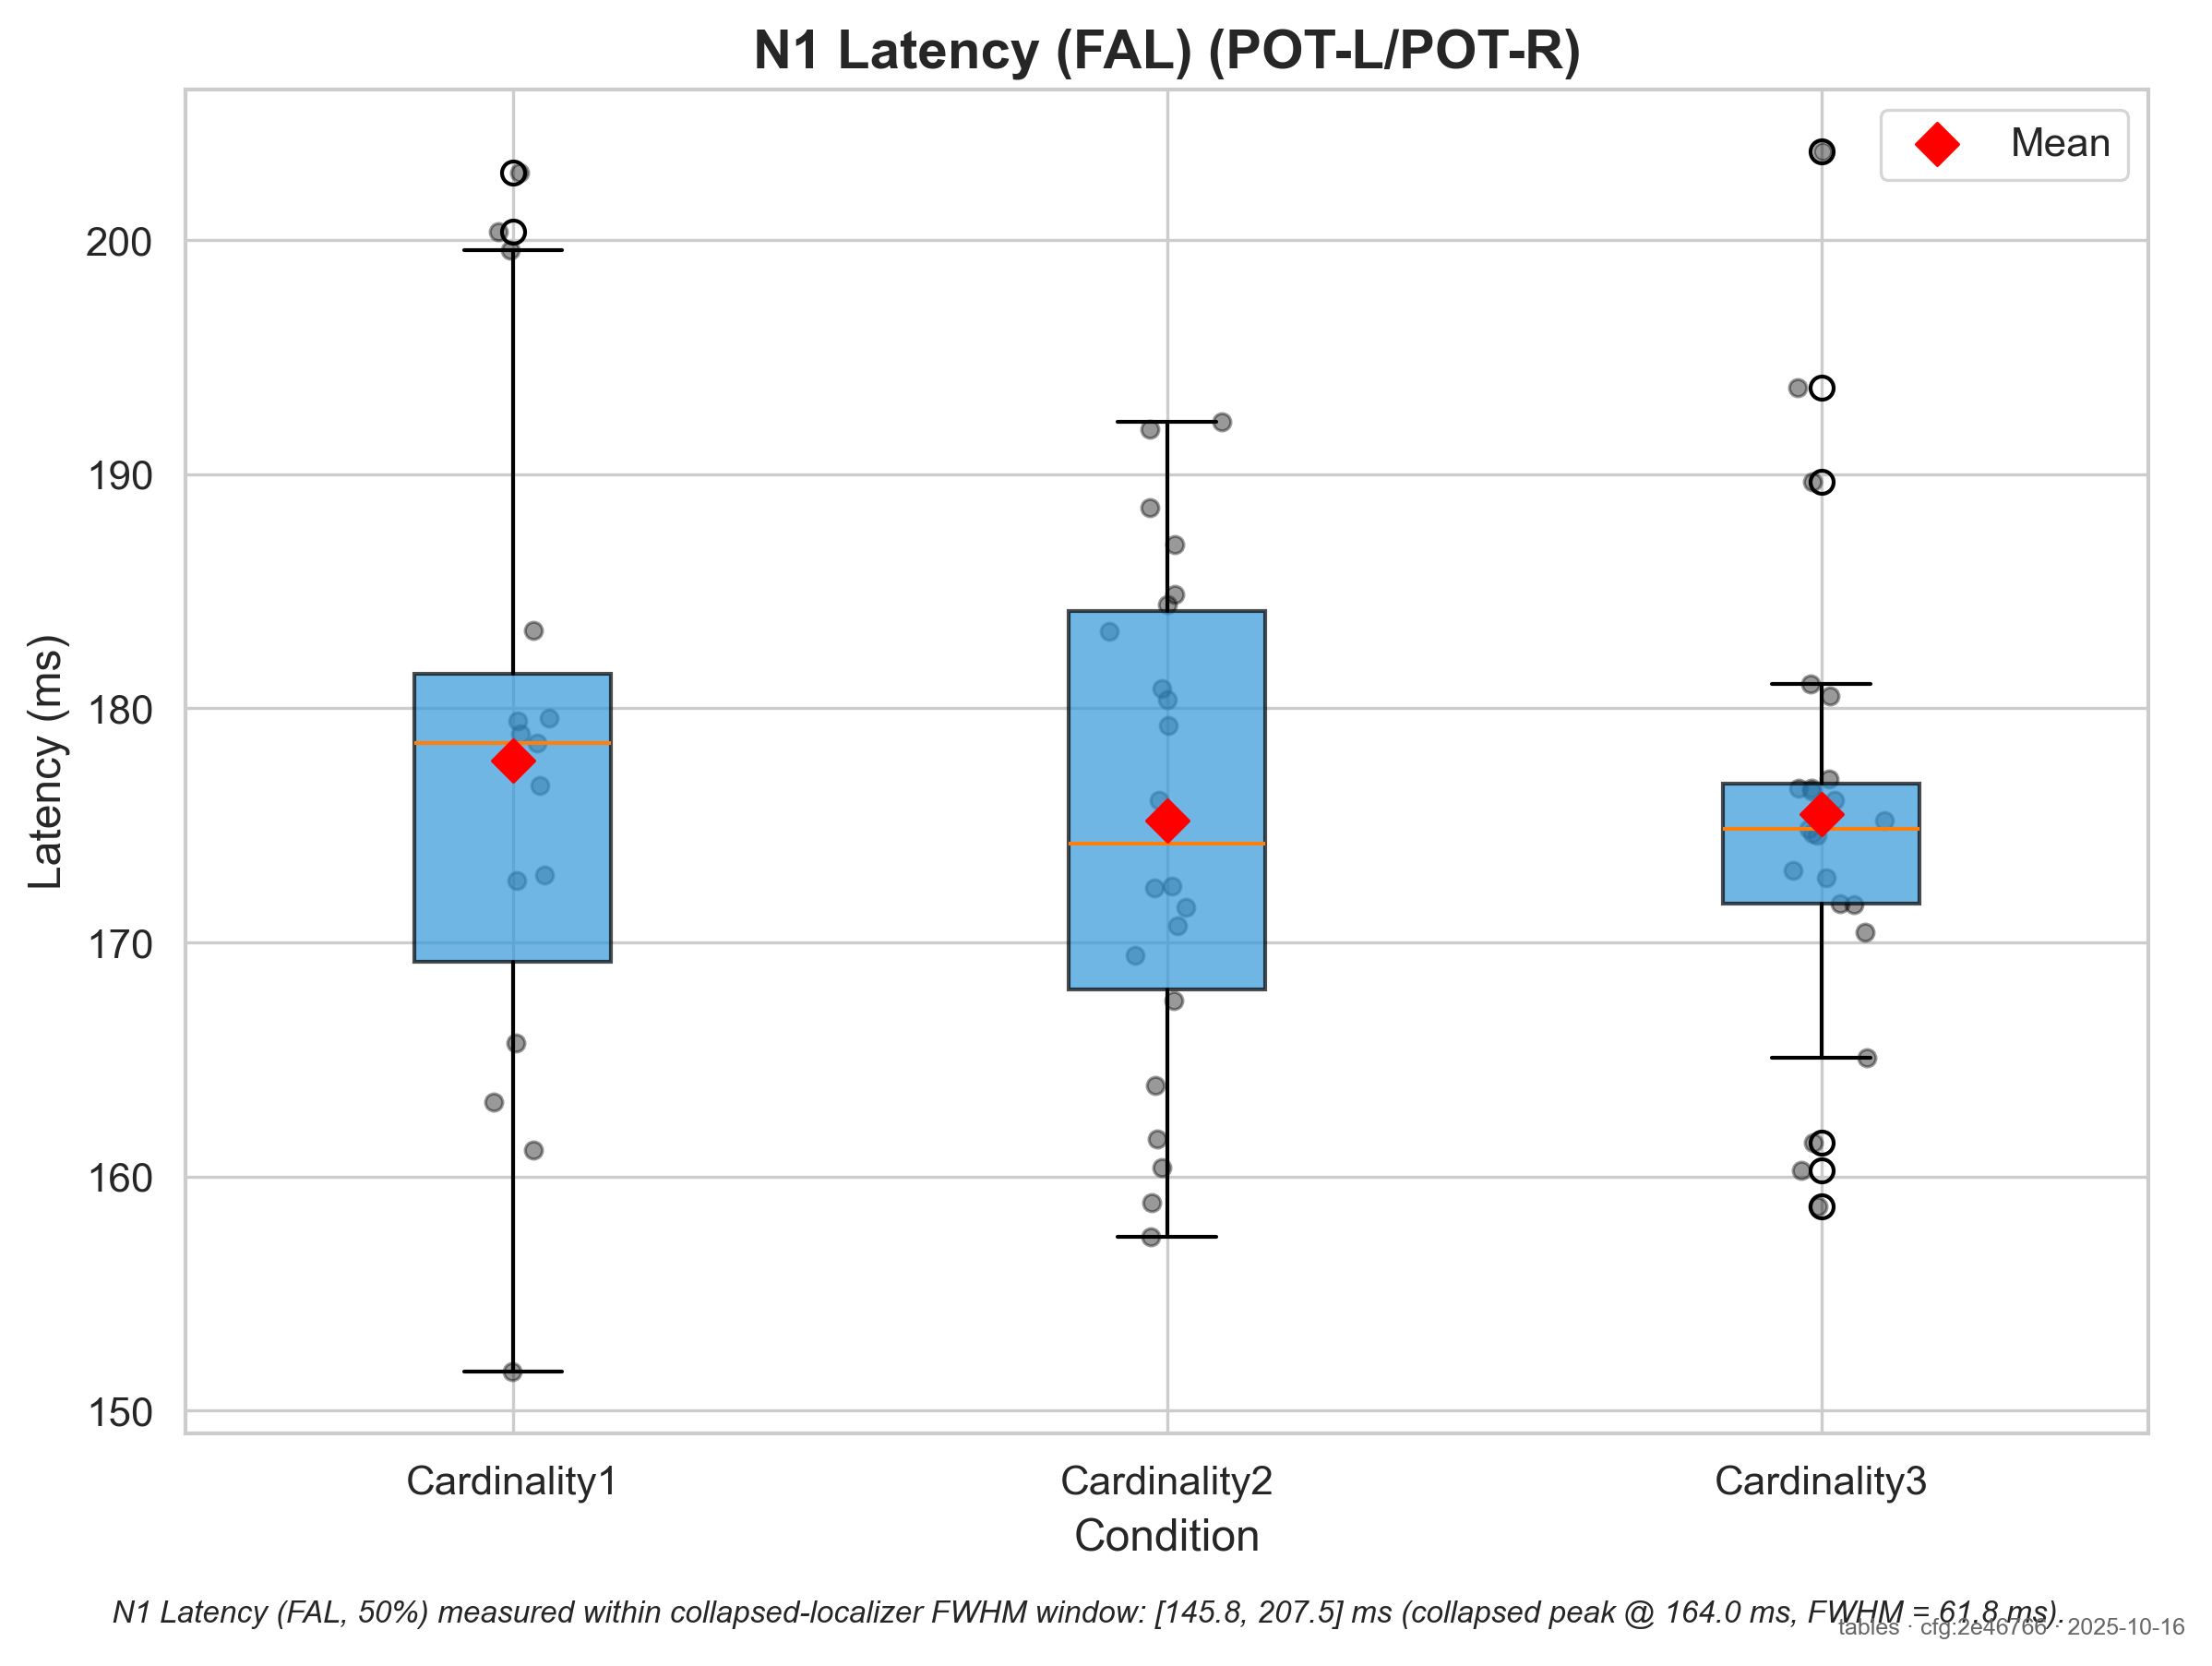 N1 Latency (FAL) (POT-L/POT-R)
Mean
Latency (ms)
200
190
180
170
160
150
Cardinality1 Cardinality2 Cardinality3
Condition
N1 Latency (FAL, 50%) measured within collapsed-localizer FWHM window: [145.8, 207.5] ms (collapsed peak @ 164.0 ms, FWHM = 61.8 ms).
tables · cfg:2e46766 · 2025-10-16